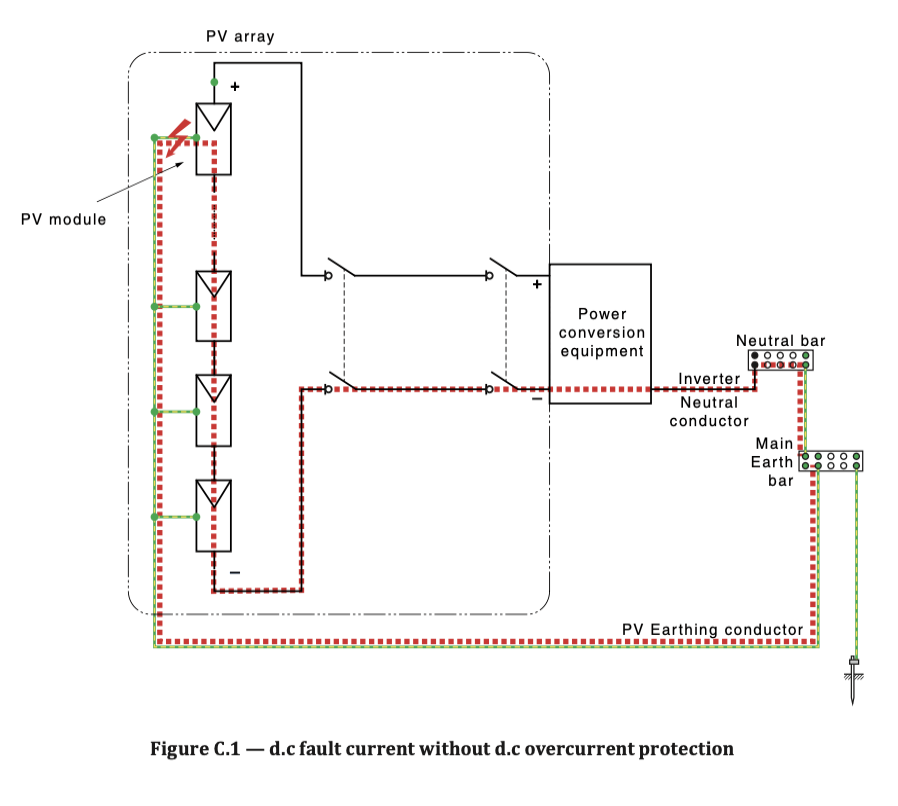 PV array
+
PV module
+
Power
conversion
equipment
Neutral bar
Inverter
−
Neutral
conductor
Main
Earth
bar
−
PV Earthing conductor
Figure C.1 — d.c fault current without d.c overcurrent protection